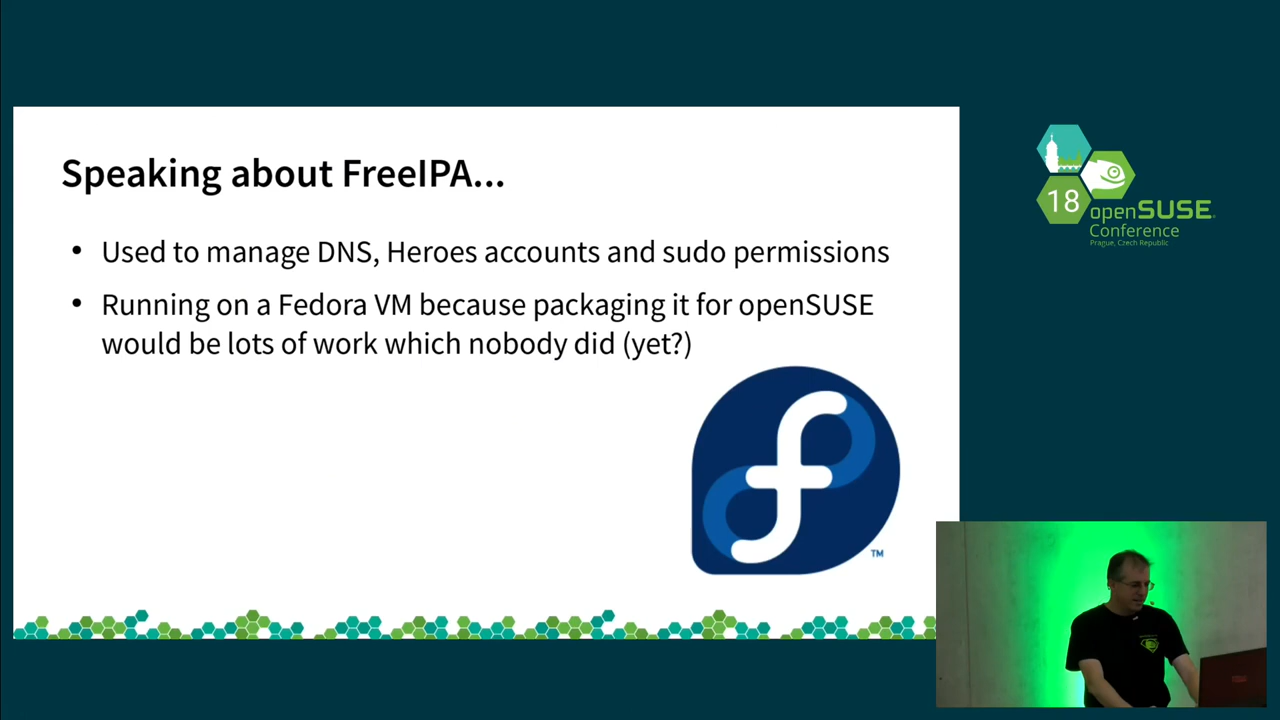 Speaking about FreeIPA...
• Used to manage DNS, Heroes accounts and sudo permissions
• Running on a Fedora VM because packaging it for openSUSE
would be lots of work which nobody did (yet?)
TM
18
openSUSE
Conference
Prague, Czech Republic